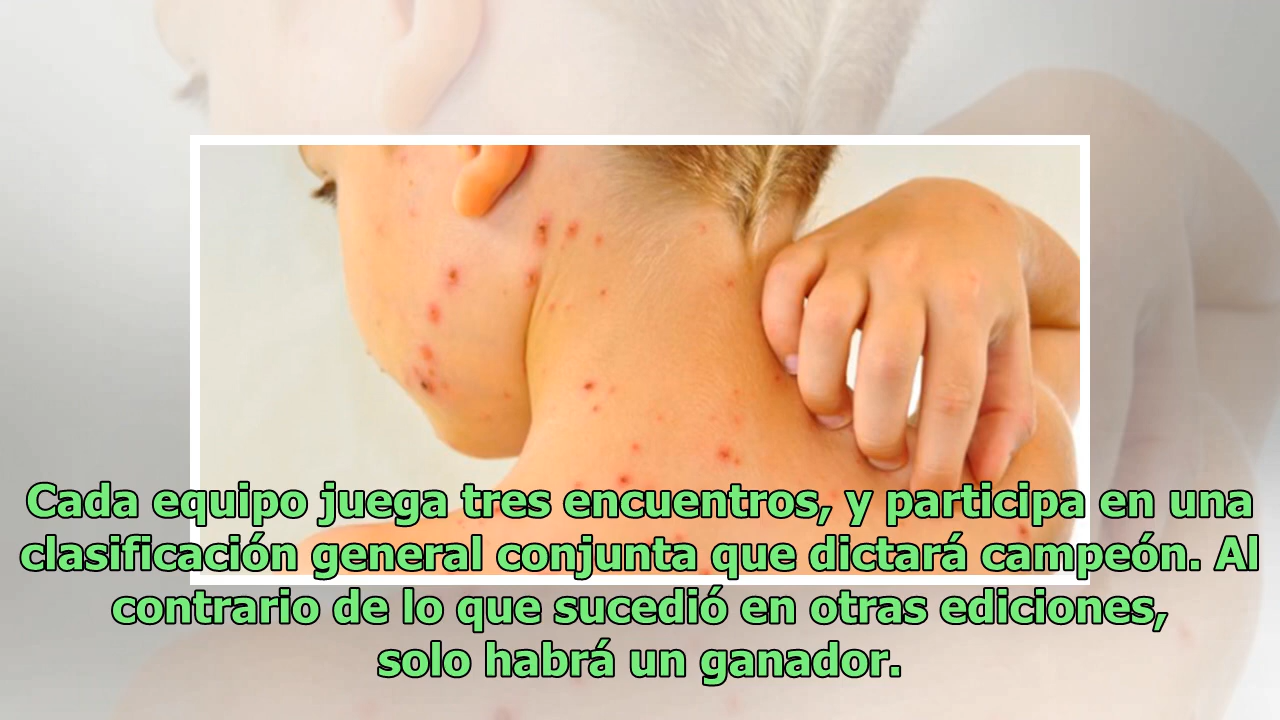 Cada equipo juega tres encuentros, y participa en una
clasificación general conjunta que dictará campeón. Al
contrario de lo que sucedió en otras ediciones,
solo habrá un ganador.